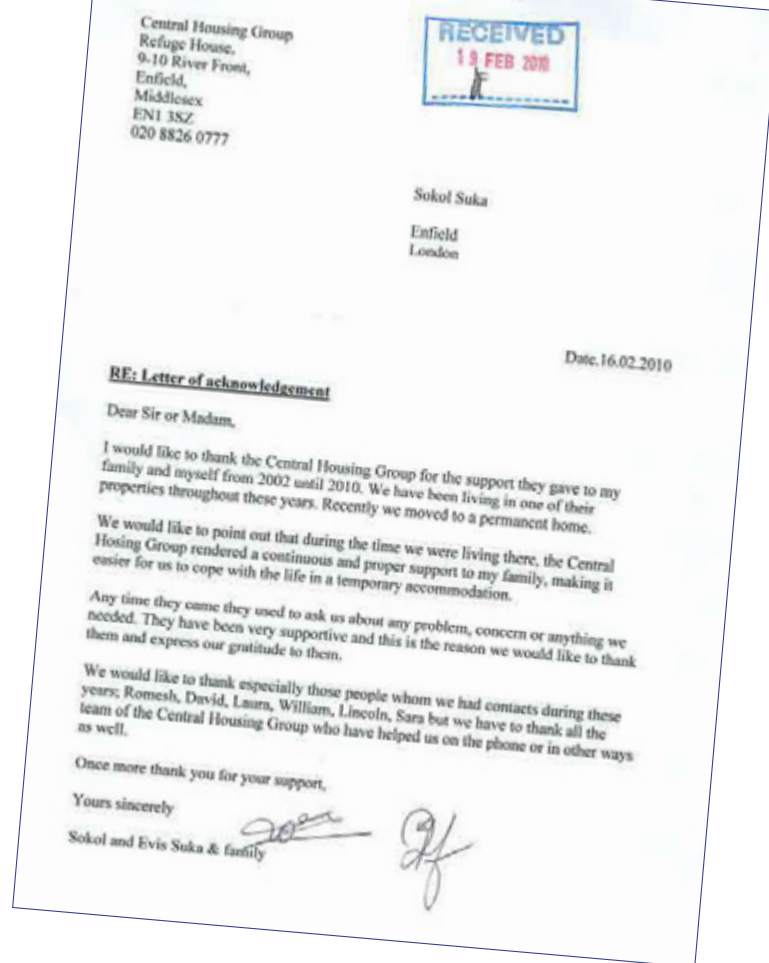 Central Housing Group
Refuge House,
9-10 River Front,
Enfield,
Middlesex
EN1 3SZ
020 8826 0777
RECEIVED
19 FEB 2010
Sokol Suka
Enfield
London
Date.16.02.2010
RE: Letter of acknowledgement
Dear Sir or Madam,
I would like to thank the Central Housing Group for the support they gave to my
family and myself from 2002 until 2010. We have been living in one of their
properties throughout these years. Recently we moved to a permanent home.
We would like to point out that during the time we were living there, the Central
Hosing Group rendered a continuous and proper support to my family, making it
easier for us to cope with the life in a temporary accommodation.
Any time they came they used to ask us about any problem, concern or anything we
needed. They have been very supportive and this is the reason we would like to thank
them and express our gratitude to them.
We would like to thank especially those people whom we had contacts during these
years; Romesh, David, Laura, William, Lincoln, Sara but we have to thank all the
team of the Central Housing Group who have helped us on the phone or in other ways
as well.
Once more thank you for your support,
Yours sincerely
Sokol and Evis Suka & family